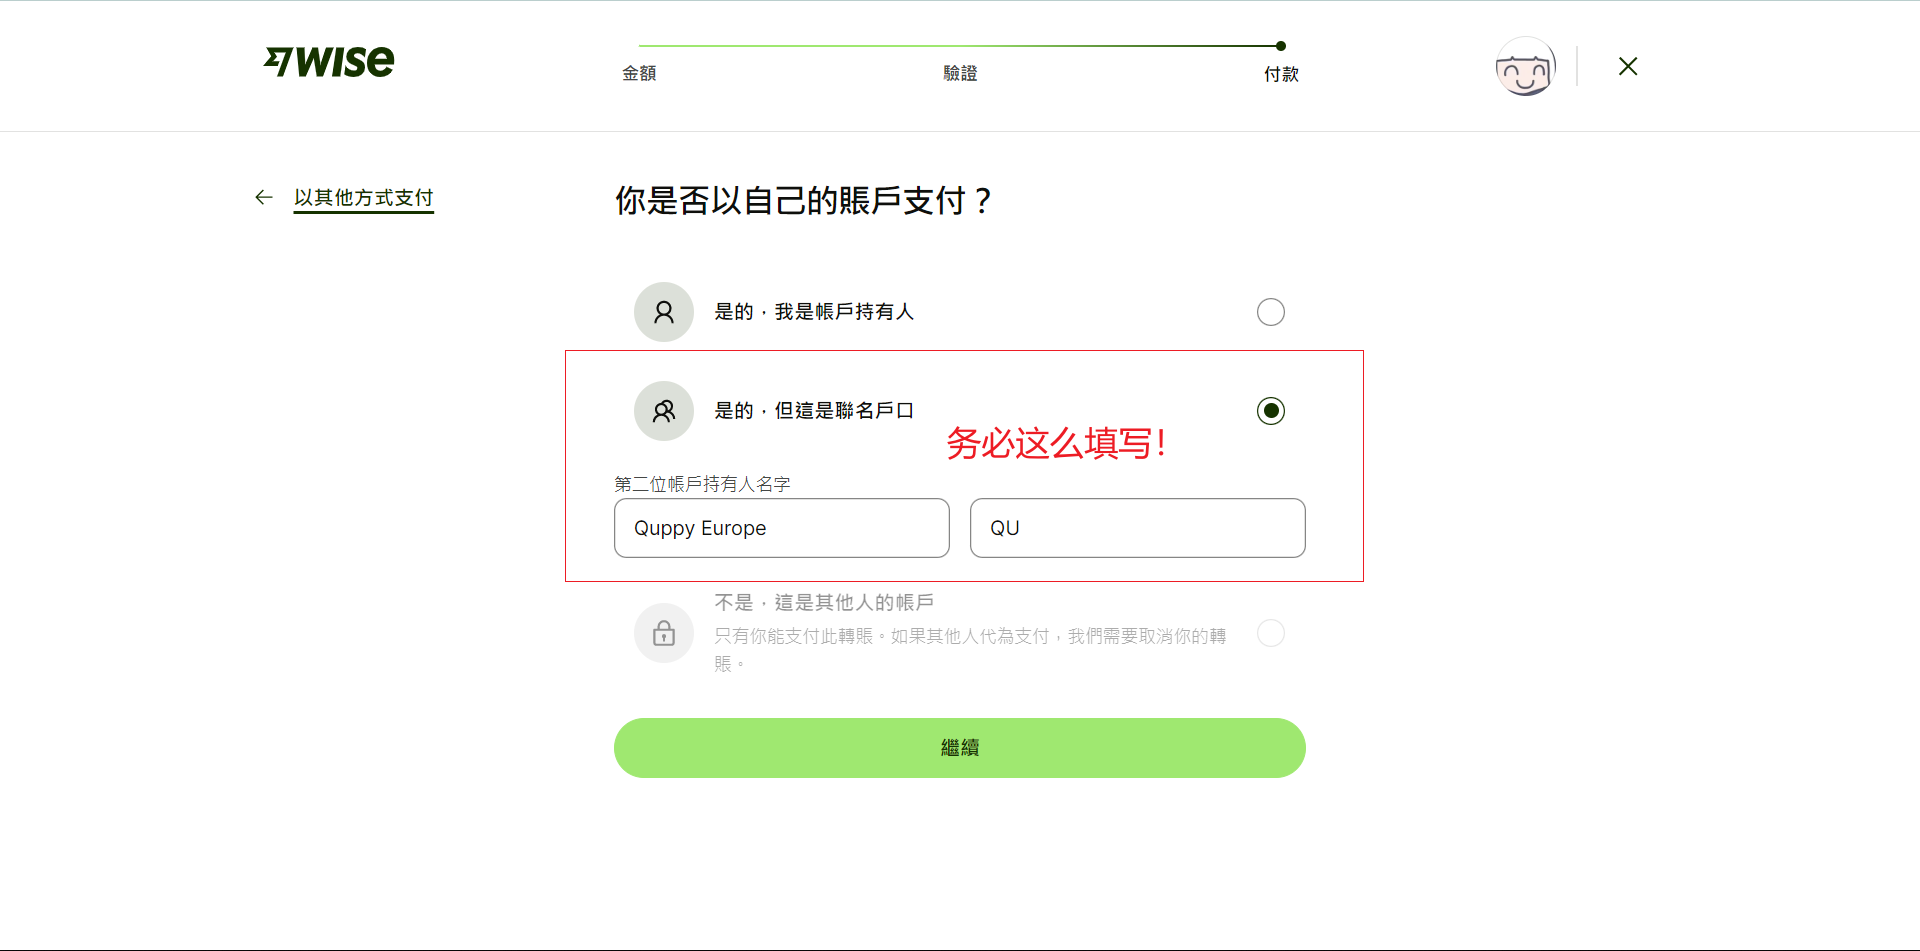 WISE
金額
驗證
付款
以其他方式支付
你是否以自己的賬戶支付？
是的，我是帳戶持有人
是的，但這是聯名戶口
务必这么填写！
第二位帳戶持有人名字
Quppy Europe
QU
不是，這是其他人的帳戶
只有你能支付此轉賬。如果其他人代為支付，我們需要取消你的轉
賬。
繼續